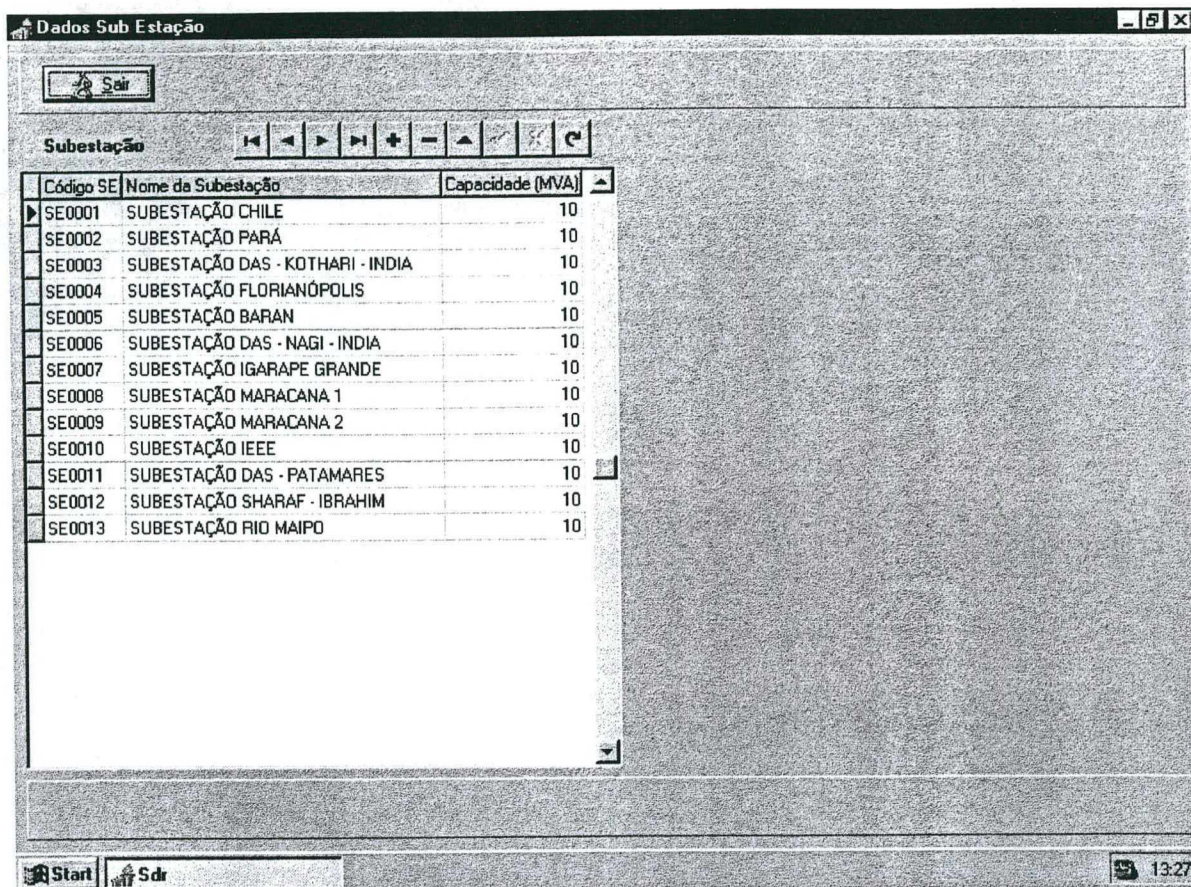 Dados Sub Estação
Sair
Subestação
Código SE Nome da Subestação Capacidade (MVA)
SE0001 SUBESTAÇÃO CHILE 10
SE0002 SUBESTAÇÃO PARÁ 10
SE0003 SUBESTAÇÃO DAS - KOTHARI - INDIA 10
SE0004 SUBESTAÇÃO FLORIANÓPOLIS 10
SE0005 SUBESTAÇÃO BARAN 10
SE0006 SUBESTAÇÃO DAS - NAGI - INDIA 10
SE0007 SUBESTAÇÃO IGARAPE GRANDE 10
SE0008 SUBESTAÇÃO MARACANA 1 10
SE0009 SUBESTAÇÃO MARACANA 2 10
SE0010 SUBESTAÇÃO IEEE 10
SE0011 SUBESTAÇÃO DAS - PATAMARES 10
SE0012 SUBESTAÇÃO SHARAF - IBRAHIM 10
SE0013 SUBESTAÇÃO RIO MAIPO 10
Start Sdr 13:27